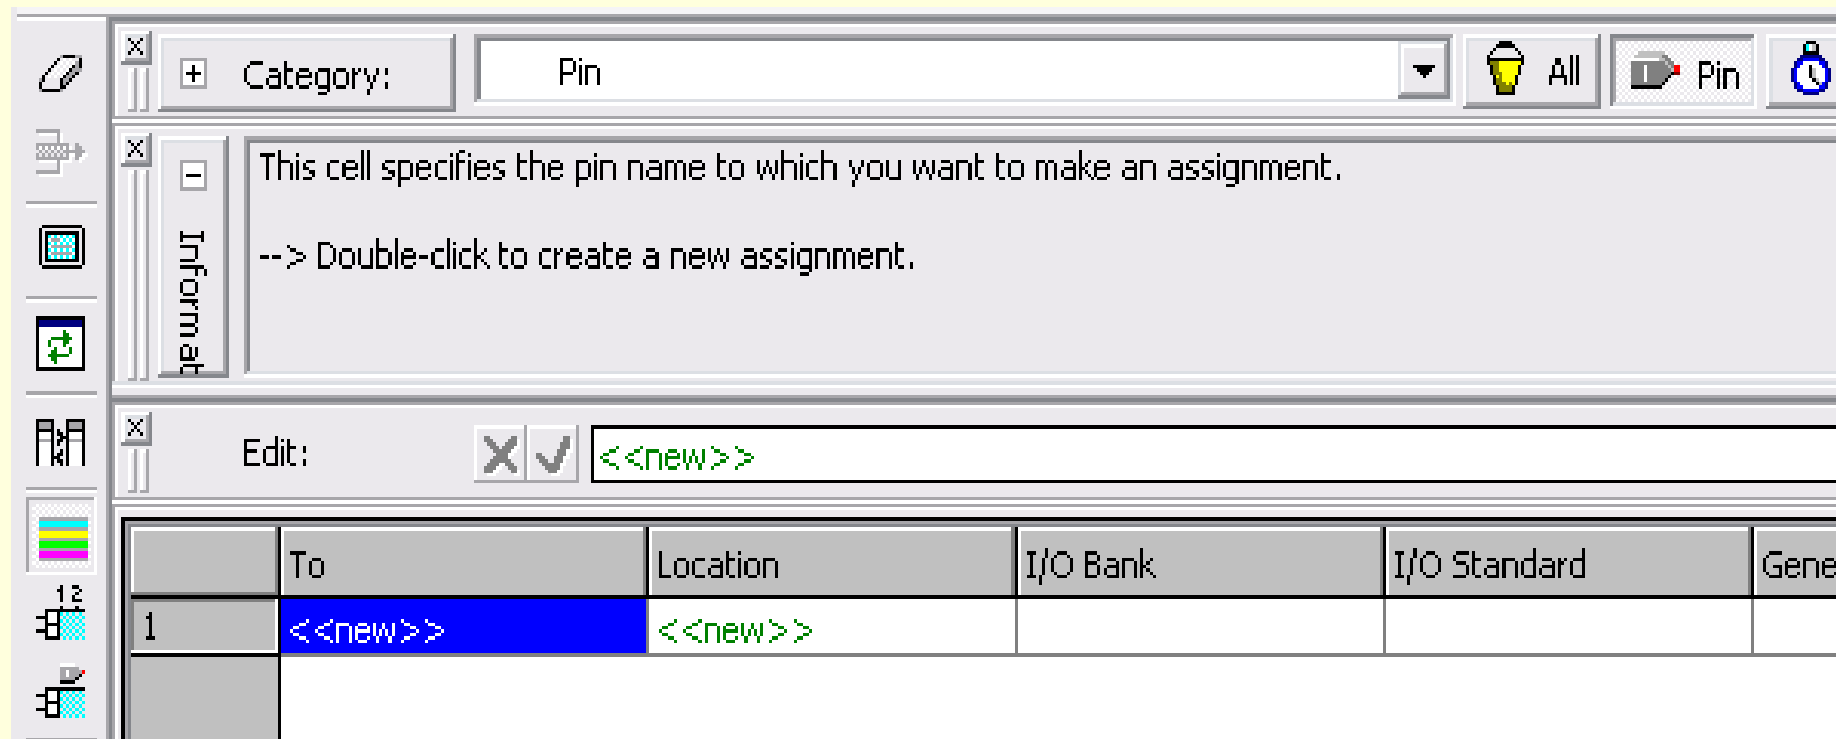 Category: Pin All Pin
This cell specifies the pin name to which you want to make an assignment.
--> Double-click to create a new assignment.
Informat
Edit: <<new>>
To Location I/O Bank I/O Standard Gene
1 <<new>> <<new>>
12